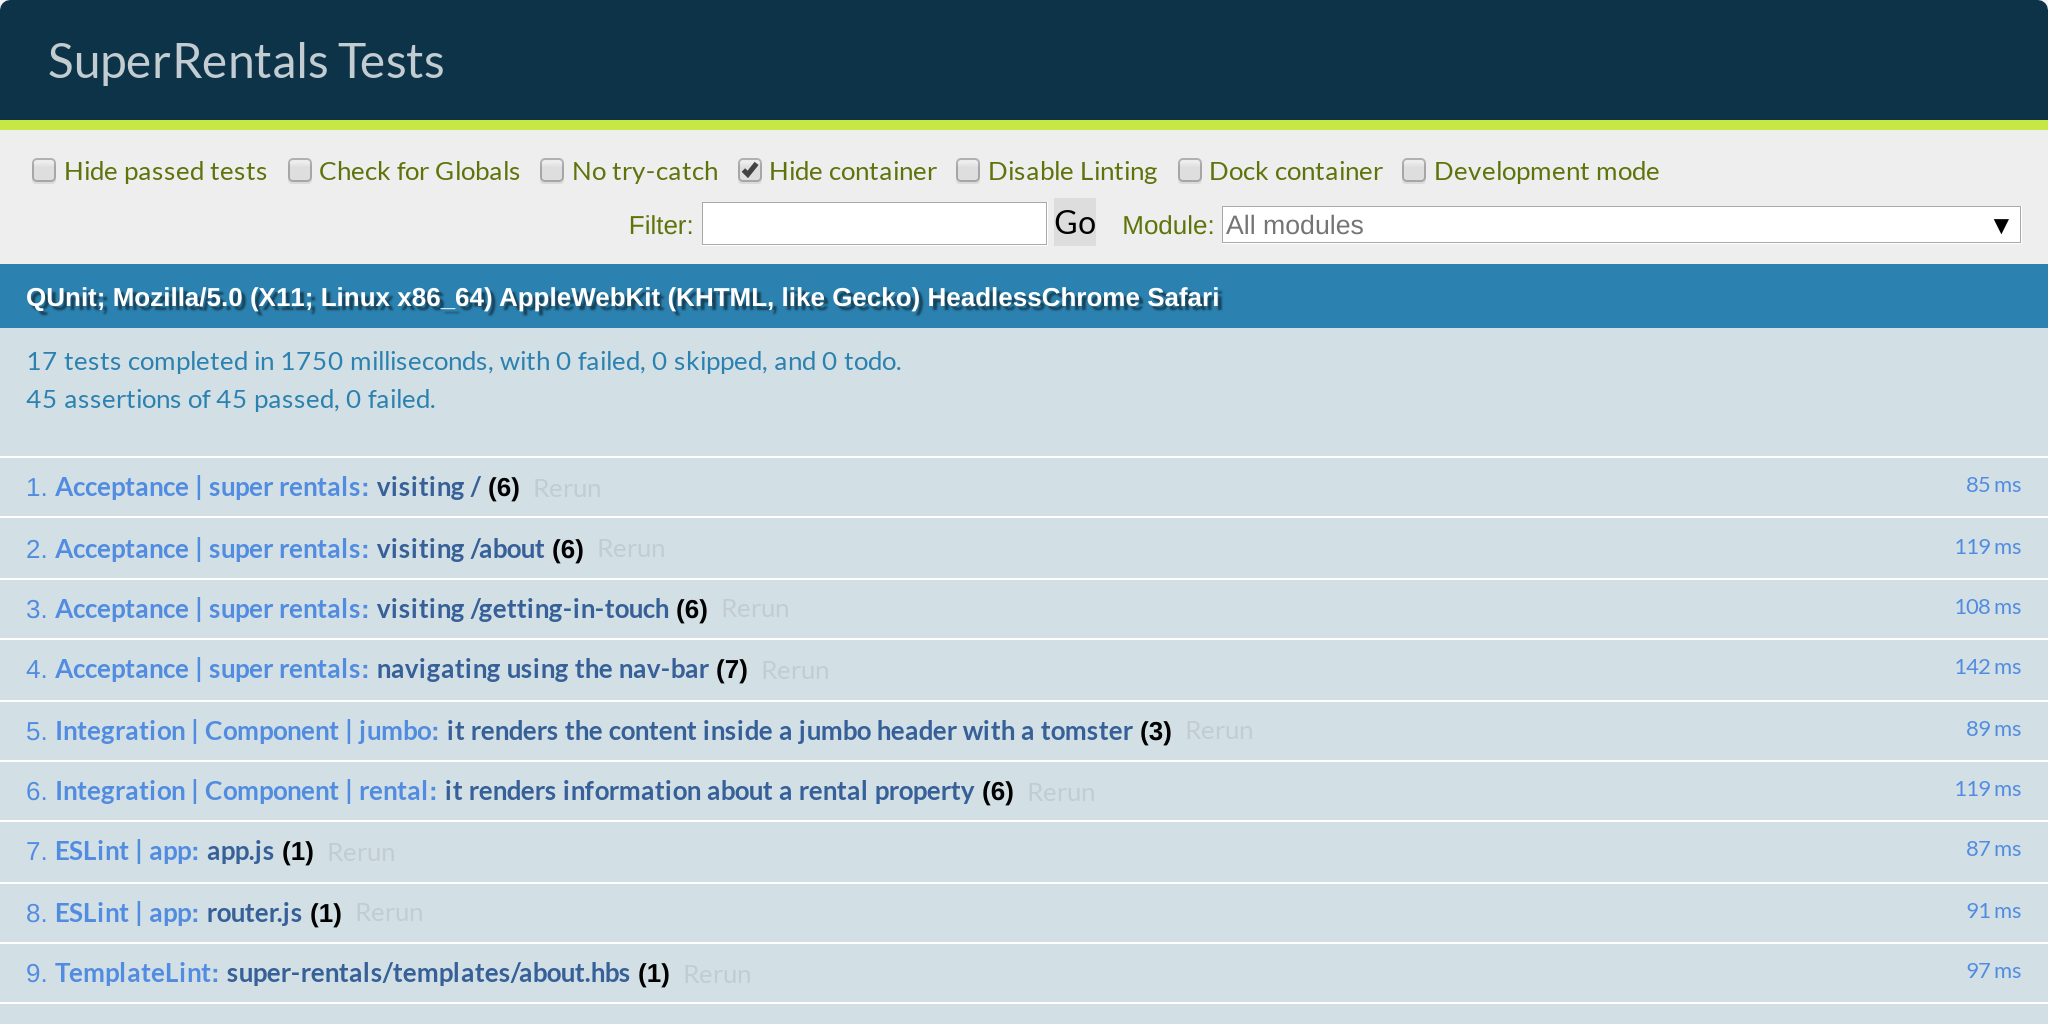 SuperRentals Tests
Hide passed tests Check for Globals No try-catch Hide container Disable Linting Dock container Development mode
Filter: Go Module: All modules ▼
QUnit; Mozilla/5.0 (X11; Linux x86_64) AppleWebKit (KHTML, like Gecko) HeadlessChrome Safari
17 tests completed in 1750 milliseconds, with 0 failed, 0 skipped, and 0 todo.
45 assertions of 45 passed, 0 failed.
1. Acceptance | super rentals: visiting / (6) Rerun 85 ms
2. Acceptance | super rentals: visiting /about (6) Rerun 119 ms
3. Acceptance | super rentals: visiting /getting-in-touch (6) Rerun 108 ms
4. Acceptance | super rentals: navigating using the nav-bar (7) Rerun 142 ms
5. Integration | Component | jumbo: it renders the content inside a jumbo header with a tomster (3) Rerun 89 ms
6. Integration | Component | rental: it renders information about a rental property (6) Rerun 119 ms
7. ESLint | app: app.js (1) Rerun 87 ms
8. ESLint | app: router.js (1) Rerun 91 ms
9. TemplateLint: super-rentals/templates/about.hbs (1) Rerun 97 ms